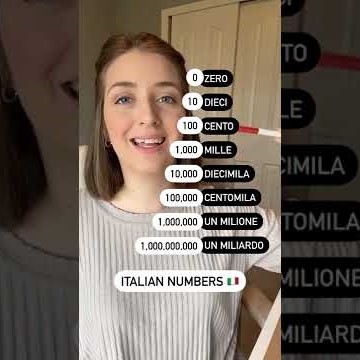 0 ZERO
10 DIECI
100 CENTO
1,000 MILLE
10,000 DIECIMILA
100,000 CENTOMILA
1,000,000 UN MILIONE
1,000,000,000 UN MILIARDO
ITALIAN NUMBERS 🇮🇹